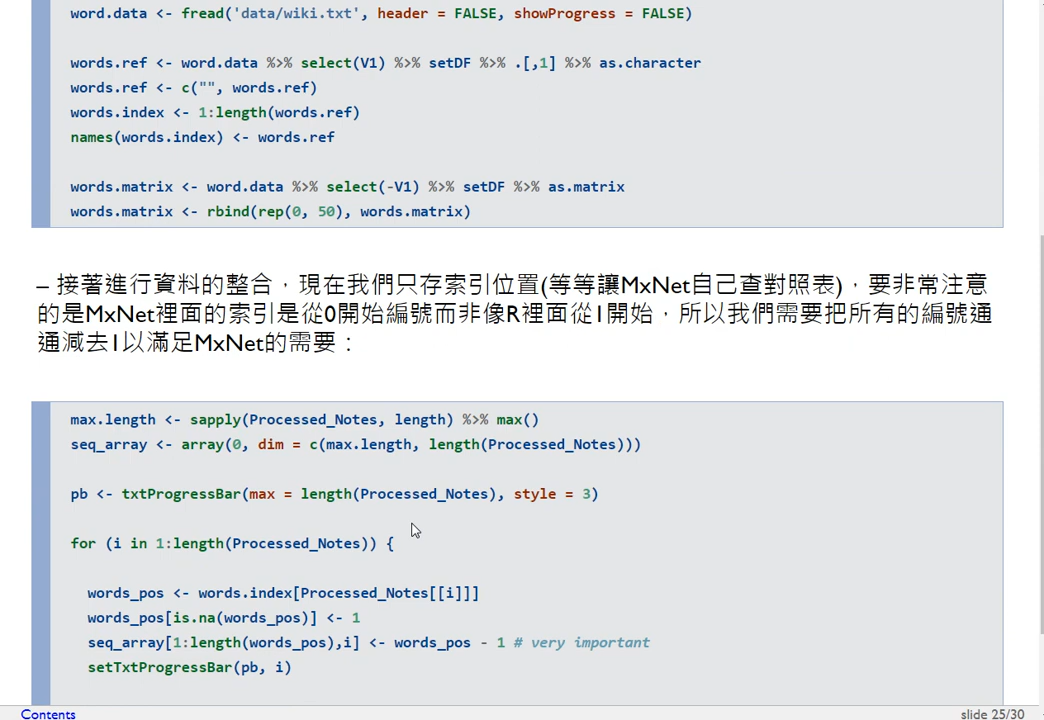 word.data <- fread('data/wiki.txt', header = FALSE, showProgress = FALSE)
words.ref <- word.data %>% select(V1) %>% setDF %>% .[,1] %>% as.character
words.ref <- c("", words.ref)
words.index <- 1:length(words.ref)
names(words.index) <- words.ref
words.matrix <- word.data %>% select(-V1) %>% setDF %>% as.matrix
words.matrix <- rbind(rep(0, 50), words.matrix)
– 接著進行資料的整合，現在我們只存索引位置(等等讓MxNet自己查對照表)，要非常注意
的是MxNet裡面的索引是從0開始編號而非像R裡面從1開始，所以我們需要把所有的編號通
通減去1以滿足MxNet的需要：
max.length <- sapply(Processed_Notes, length) %>% max()
seq_array <- array(0, dim = c(max.length, length(Processed_Notes)))
pb <- txtProgressBar(max = length(Processed_Notes), style = 3)
for (i in 1:length(Processed_Notes)) {
words_pos <- words.index[Processed_Notes[[i]]]
words_pos[is.na(words_pos)] <- 1
seq_array[1:length(words_pos),i] <- words_pos - 1 # very important
setTxtProgressBar(pb, i)
Contents
slide 25/30